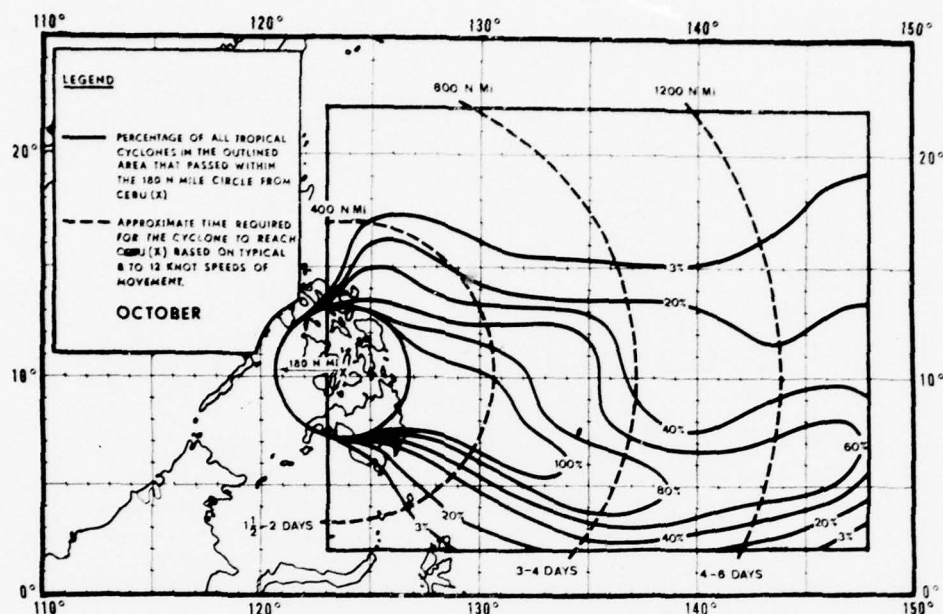 110°
120°
130°
140°
150°
LEGEND
PERCENTAGE OF ALL TROPICAL
CYCLONES IN THE OUTLINED
AREA THAT PASSED WITHIN
THE 180 N MILE CIRCLE FROM
CEBU (X)
APPROXIMATE TIME REQUIRED
FOR THE CYCLONE TO REACH
CEBU (X) BASED ON TYPICAL
8 TO 12 KNOT SPEEDS OF
MOVEMENT.
OCTOBER
800 N Mi
1200 N Mi
20°
20°
400 N Mi
3%
20%
180 N MI
X
10°
10°
40%
60%
100%
80%
20%
3%
40%
20%
3%
1½-2 DAYS
3-4 DAYS
4-6 DAYS
0°
0°
110°
120°
130°
140°
150°